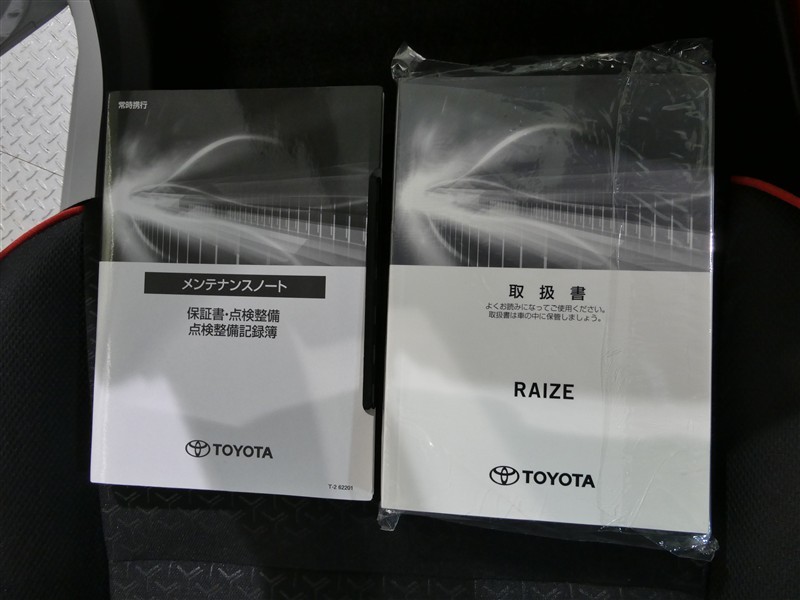 常時携行
メンテナンスノート
保証書・点検整備
点検整備記録簿
TOYOTA
T-2 62201
取扱書
よくお読みになってご使用ください。
取扱書は車の中に保管しましょう。
RAIZE
TOYOTA